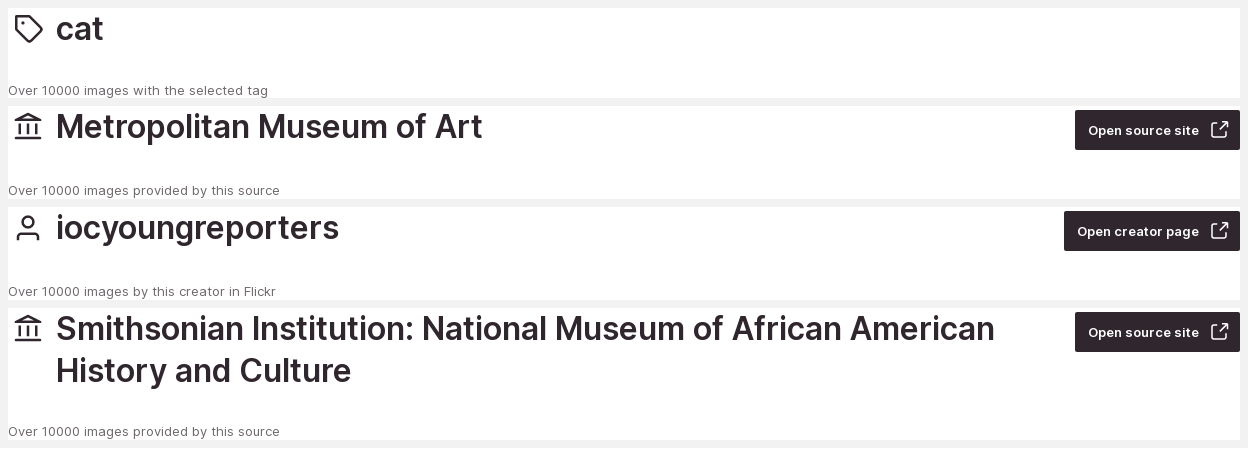 cat
Over 10000 images with the selected tag
Metropolitan Museum of Art
Open source site
Over 10000 images provided by this source
iocyoungreporters
Open creator page
Over 10000 images by this creator in Flickr
Smithsonian Institution: National Museum of African American
History and Culture
Open source site
Over 10000 images provided by this source